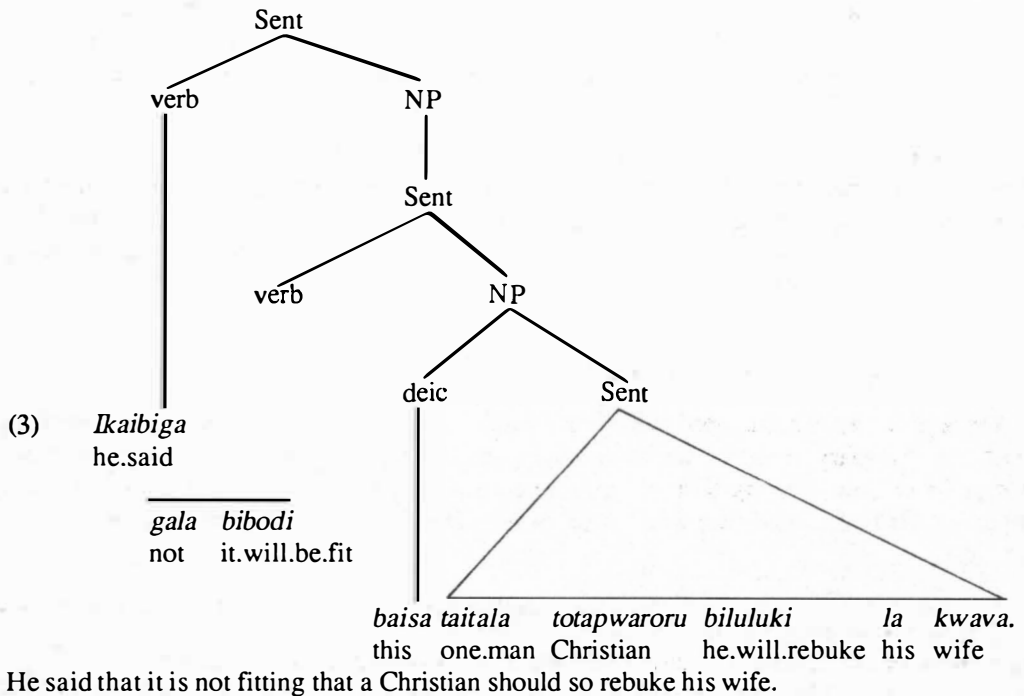 Sent
verb NP
Sent
verb NP
deic Sent
(3) Ikaibiga
he.said
gala bibodi
not it.will.be.fit
baisa taitala totapwaroru biluluki la kwava.
this one.man Christian he.will.rebuke his wife
He said that it is not fitting that a Christian should so rebuke his wife.